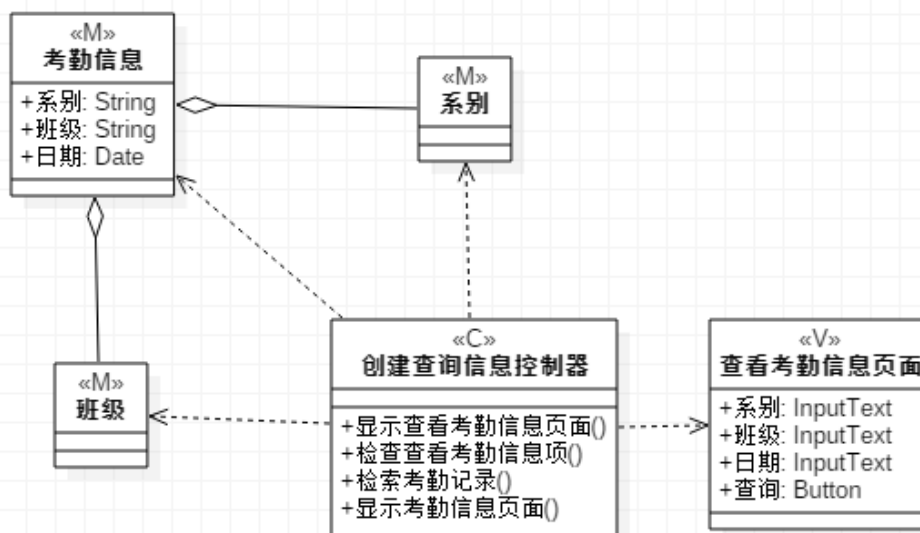 «M»
考勤信息
+系别: String
+班级: String
+日期: Date
«M»
系别
«M»
班级
«C»
创建查询信息控制器
+显示查看考勤信息页面()
+检查查看考勤信息项()
+检索考勤记录()
+显示考勤信息页面()
«V»
查看考勤信息页面
+系别: InputText
+班级: InputText
+日期: InputText
+查询: Button